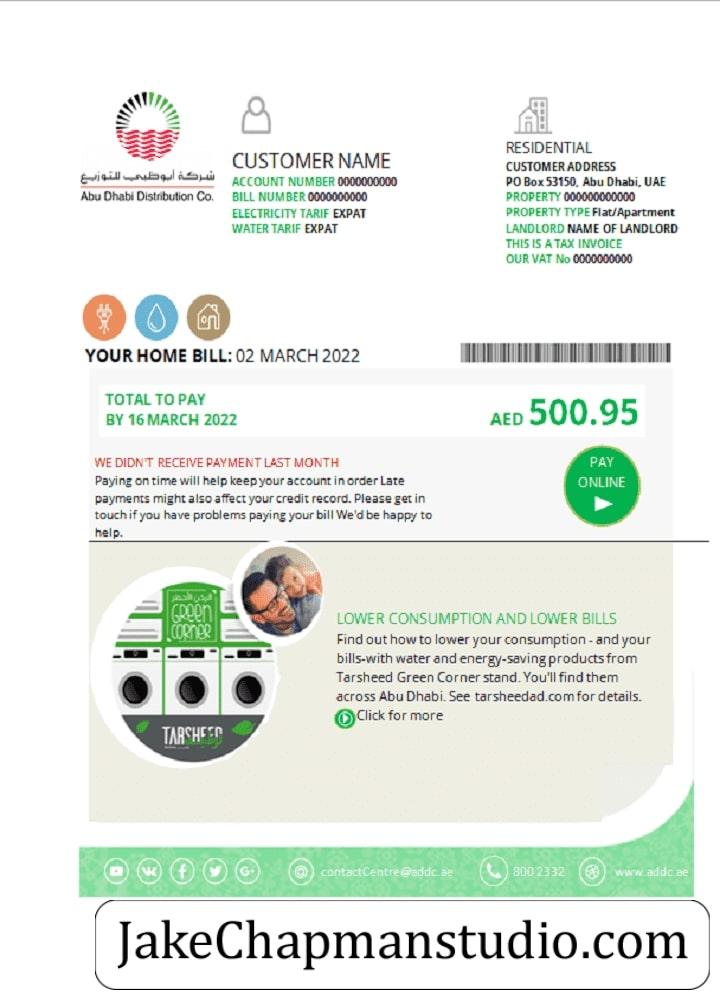 شركة أبوظبي للتوزيع
Abu Dhabi Distribution Co.
CUSTOMER NAME
ACCOUNT NUMBER 0000000000
BILL NUMBER 0000000000
ELECTRICITY TARIF EXPAT
WATER TARIF EXPAT
RESIDENTIAL
CUSTOMER ADDRESS
PO Box 53150, Abu Dhabi, UAE
PROPERTY 000000000000
PROPERTY TYPE Flat/Apartment
LANDLORD NAME OF LANDLORD
THIS IS A TAX INVOICE
OUR VAT No 0000000000
YOUR HOME BILL: 02 MARCH 2022
TOTAL TO PAY
BY 16 MARCH 2022
AED 500.95
WE DIDN'T RECEIVE PAYMENT LAST MONTH
Paying on time will help keep your account in order Late
payments might also affect your credit record. Please get in
touch if you have problems paying your bill We'd be happy to
help.
PAY
ONLINE
GREEN
CORNER
TARSHEED
LOWER CONSUMPTION AND LOWER BILLS
Find out how to lower your consumption - and your
bills-with water and energy-saving products from
Tarsheed Green Corner stand. You'll find them
across Abu Dhabi. See tarsheedad.com for details.
Click for more
contactCentre@addc.ae
800 2332
www.addc.ae
JakeChapmanstudio.com